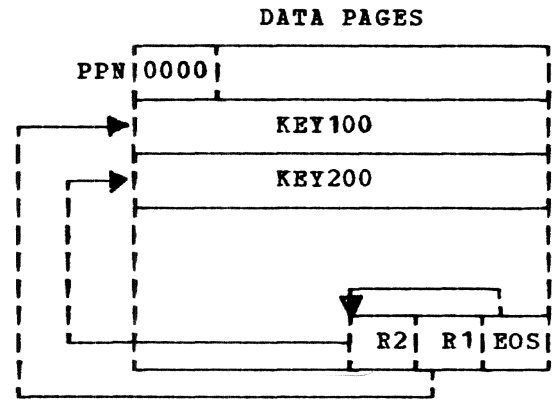 DATA PAGES
PPN 0000
KEY100
KEY200
R2 R1 EOS